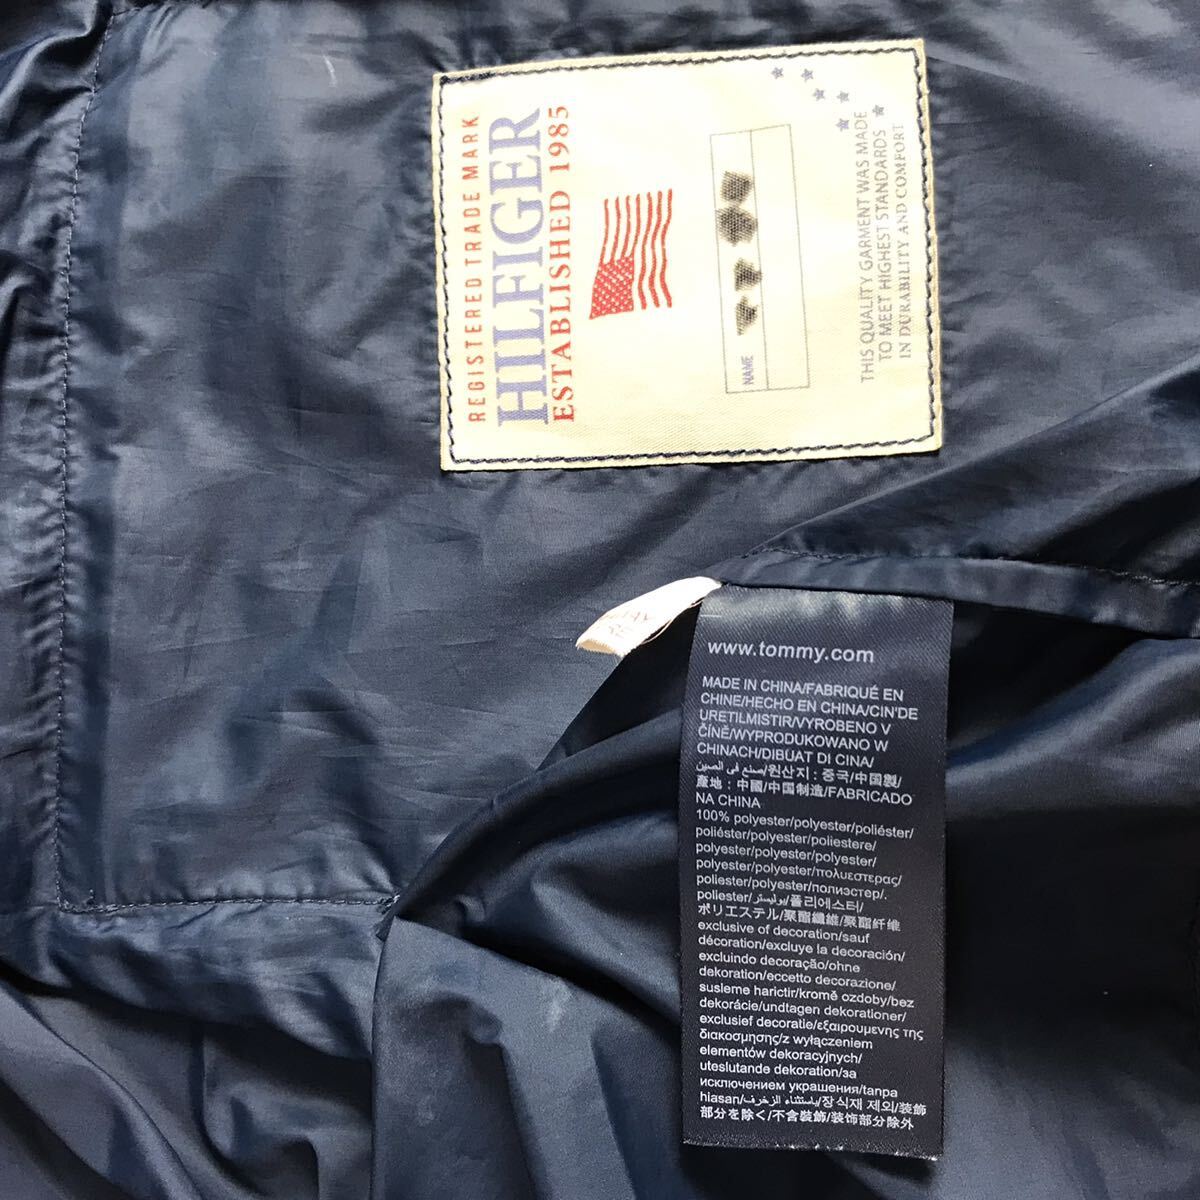 REGISTERED TRADE MARK
HILFIGER
ESTABLISHED 1985
NAME
THIS QUALITY GARMENT WAS MADE
TO MEET HIGHEST STANDARDS
IN DURABILITY AND COMFORT
www.tommy.com
MADE IN CHINA/FABRIQUÉ EN
CHINE/HECHO EN CHINA/CIN'DE
URETILMISTIR/VYROBENO V
ČÍNĚ/WYPRODUKOWANO W
CHINACH/DIBUAT DI CINA/
صنع في الصين/원산지 : 중국/中国製/
產地 : 中國/中国制造/FABRICADO
NA CHINA
100% polyester/polyester/poliéster/
poliéster/polyester/poliestere/
polyester/polyester/polyester/
polyester/polyester/πολυεστερας/
poliester/polyester/полиэстер/.
poliester/بوليستر/폴리에스터/
ポリエステル/聚酯纖維/聚酯纤维
exclusive of decoration/sauf
décoration/excluye la decoración/
excluindo decoração/ohne
dekoration/eccetto decorazione/
susleme harictir/kromě ozdoby/bez
dekorácie/undtagen dekorationer/
exclusief decoratie/εξαιρουμενης της
διακοσμησης/z wyłączeniem
elementów dekoracyjnych/
uteslutande dekoration/за
исключением украшения/tanpa
hiasan/باستثناء الزخرف/장식재 제외/装飾
部分を除く/不含裝飾/装饰部分除外